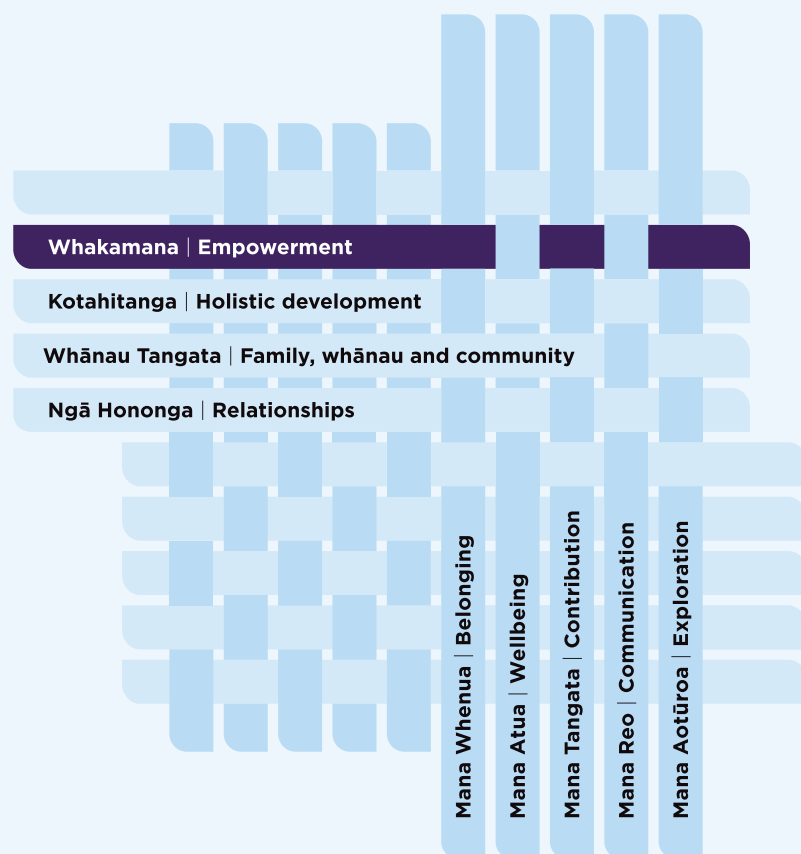 Whakamana | Empowerment
Kotahitanga | Holistic development
Whānau Tangata | Family, whānau and community
Ngā Hononga | Relationships
Mana Whenua | Belonging
Mana Atua | Wellbeing
Mana Tangata | Contribution
Mana Reo | Communication
Mana Aotūroa | Exploration